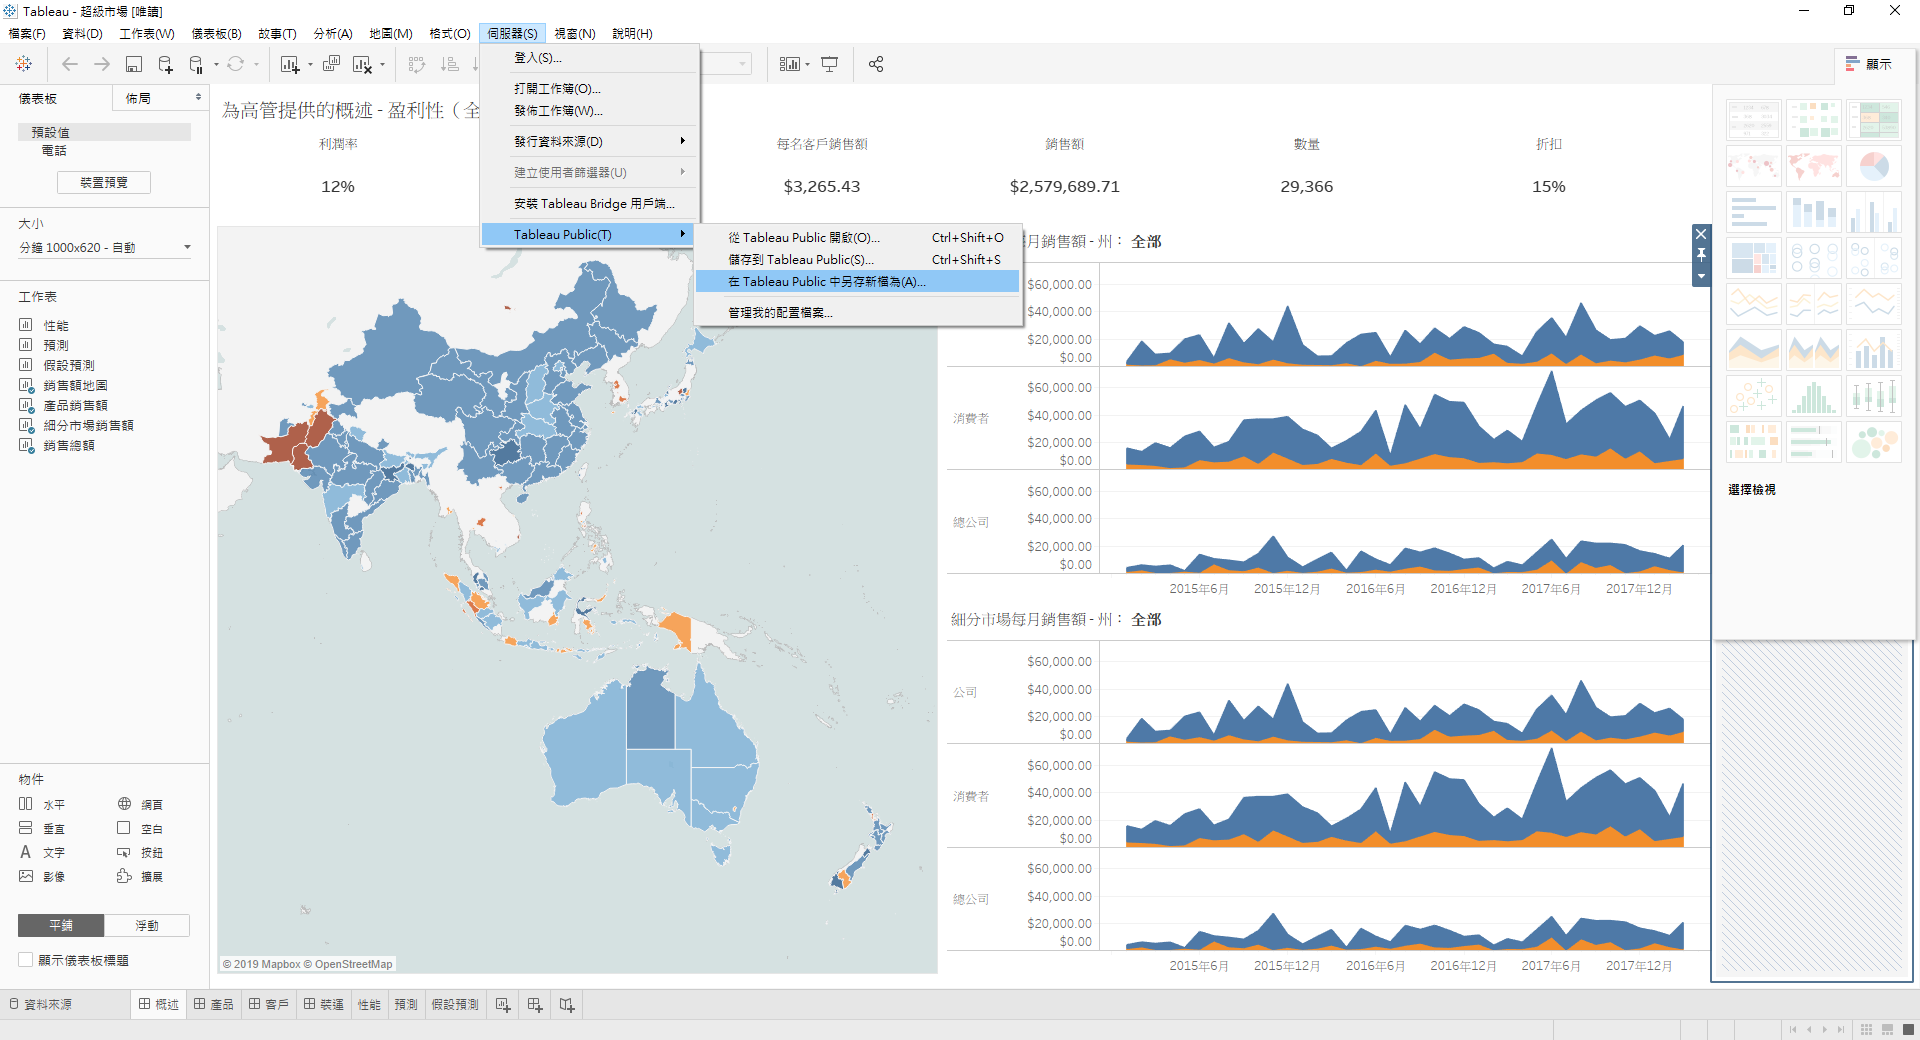 Tableau - 超級市場 [唯讀]
檔案(F) 資料(D) 工作表(W) 儀表板(B) 故事(T) 分析(A) 地圖(M) 格式(O) 伺服器(S) 視窗(N) 說明(H)
登入(S)...
打開工作簿(O)...
發佈工作簿(W)...
發行資料來源(D)
建立使用者篩選器(U)
安裝 Tableau Bridge 用戶端...
Tableau Public(T)
從 Tableau Public 開啟(O)... Ctrl+Shift+O
儲存到 Tableau Public(S)... Ctrl+Shift+S
在 Tableau Public 中另存新檔為(A)...
管理我的配置檔案...
顯示
選擇檢視
儀表板 佈局
預設值
電話
裝置預覽
大小
分鐘 1000x620 - 自動
工作表
性能
預測
假設預測
銷售額地圖
產品銷售額
細分市場銷售額
銷售總額
物件
水平 網頁
垂直 空白
文字 按鈕
影像 擴展
平鋪 浮動
顯示儀表板標題
為高管提供的概述 - 盈利性（全
利潤率 每名客戶銷售額 銷售額 數量 折扣
12% $3,265.43 $2,579,689.71 29,366 15%
© 2019 Mapbox © OpenStreetMap
月銷售額 - 州： 全部
$60,000.00
$40,000.00
$20,000.00
$0.00
消費者
$60,000.00
$40,000.00
$20,000.00
$0.00
總公司
$60,000.00
$40,000.00
$20,000.00
$0.00
2015年6月 2015年12月 2016年6月 2016年12月 2017年6月 2017年12月
細分市場每月銷售額 - 州： 全部
公司
$60,000.00
$40,000.00
$20,000.00
$0.00
消費者
$60,000.00
$40,000.00
$20,000.00
$0.00
總公司
$60,000.00
$40,000.00
$20,000.00
$0.00
2015年6月 2015年12月 2016年6月 2016年12月 2017年6月 2017年12月
資料來源 概述 產品 客戶 裝運 性能 預測 假設預測